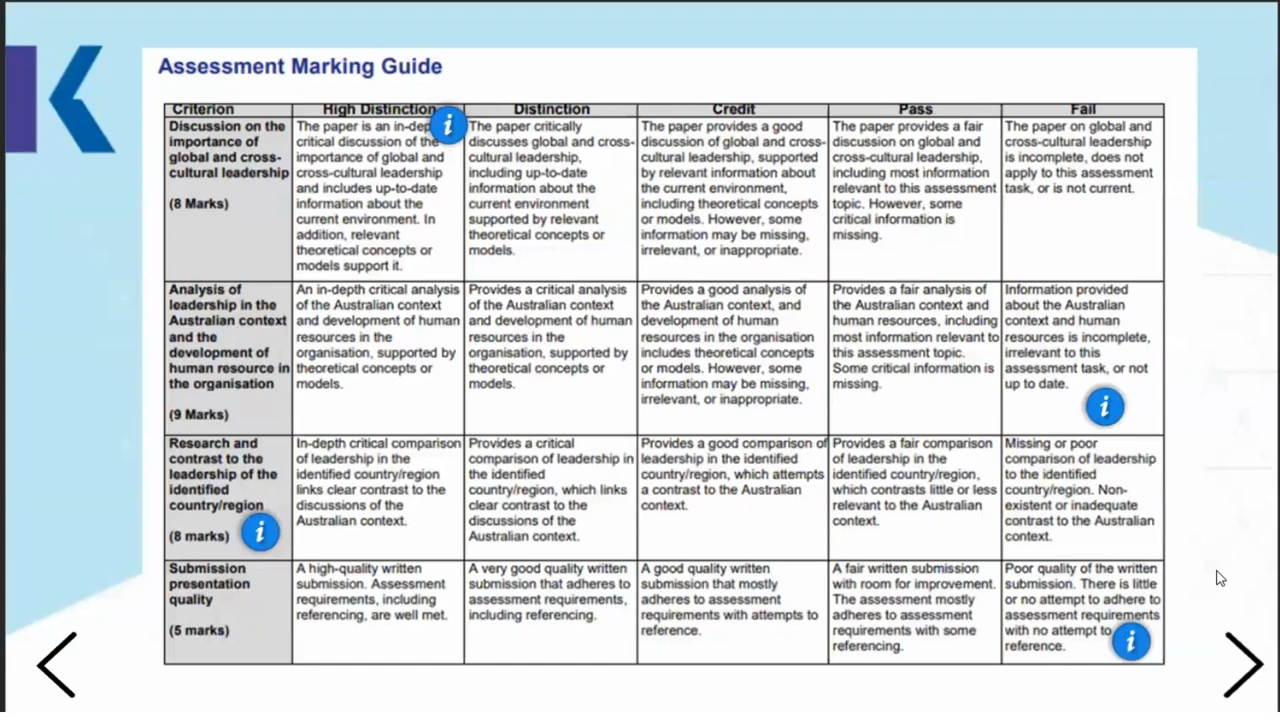 Assessment Marking Guide
Criterion
High Distinction
Distinction
Credit
Pass
Fail
Discussion on the
importance of
global and cross-
cultural leadership
(8 Marks)
The paper is an in-dep
critical discussion of the
importance of global and
cross-cultural leadership
and includes up-to-date
information about the
current environment. In
addition, relevant
theoretical concepts or
models support it.
The paper critically
discusses global and cross-
cultural leadership,
including up-to-date
information about the
current environment
supported by relevant
theoretical concepts or
models.
The paper provides a good
discussion of global and cross-
cultural leadership, supported
by relevant information about
the current environment,
including theoretical concepts
or models. However, some
information may be missing,
irrelevant, or inappropriate.
The paper provides a fair
discussion on global and
cross-cultural leadership,
including most information
relevant to this assessment
topic. However, some
critical information is
missing.
The paper on global and
cross-cultural leadership
is incomplete, does not
apply to this assessment
task, or is not current.
Analysis of
leadership in the
Australian context
and the
development of
human resource in
the organisation
(9 Marks)
An in-depth critical analysis
of the Australian context
and development of human
resources in the
organisation, supported by
theoretical concepts or
models.
Provides a critical analysis
of the Australian context
and development of human
resources in the
organisation, supported by
theoretical concepts or
models.
Provides a good analysis of
the Australian context, and
development of human
resources in the organisation
includes theoretical concepts
or models. However, some
information may be missing,
irrelevant, or inappropriate.
Provides a fair analysis of
the Australian context and
human resources, including
most information relevant to
this assessment topic.
Some critical information is
missing.
Information provided
about the Australian
context and human
resources is incomplete,
irrelevant to this
assessment task, or not
up to date.
Research and
contrast to the
leadership of the
identified
country/region
(8 marks)
In-depth critical comparison
of leadership in the
identified country/region
links clear contrast to the
discussions of the
Australian context.
Provides a critical
comparison of leadership in
the identified
country/region, which links
clear contrast to the
discussions of the
Australian context.
Provides a good comparison of
leadership in the identified
country/region, which attempts
a contrast to the Australian
context.
Provides a fair comparison
of leadership in the
identified country/region,
which contrasts little or less
relevant to the Australian
context.
Missing or poor
comparison of leadership
to the identified
country/region. Non-
existent or inadequate
contrast to the Australian
context.
Submission
presentation
quality
(5 marks)
A high-quality written
submission. Assessment
requirements, including
referencing, are well met.
A very good quality written
submission that adheres to
assessment requirements,
including referencing.
A good quality written
submission that mostly
adheres to assessment
requirements with attempts to
reference.
A fair written submission
with room for improvement.
The assessment mostly
adheres to assessment
requirements with some
referencing.
Poor quality of the written
submission. There is little
or no attempt to adhere to
assessment requirements
with no attempt to
reference.